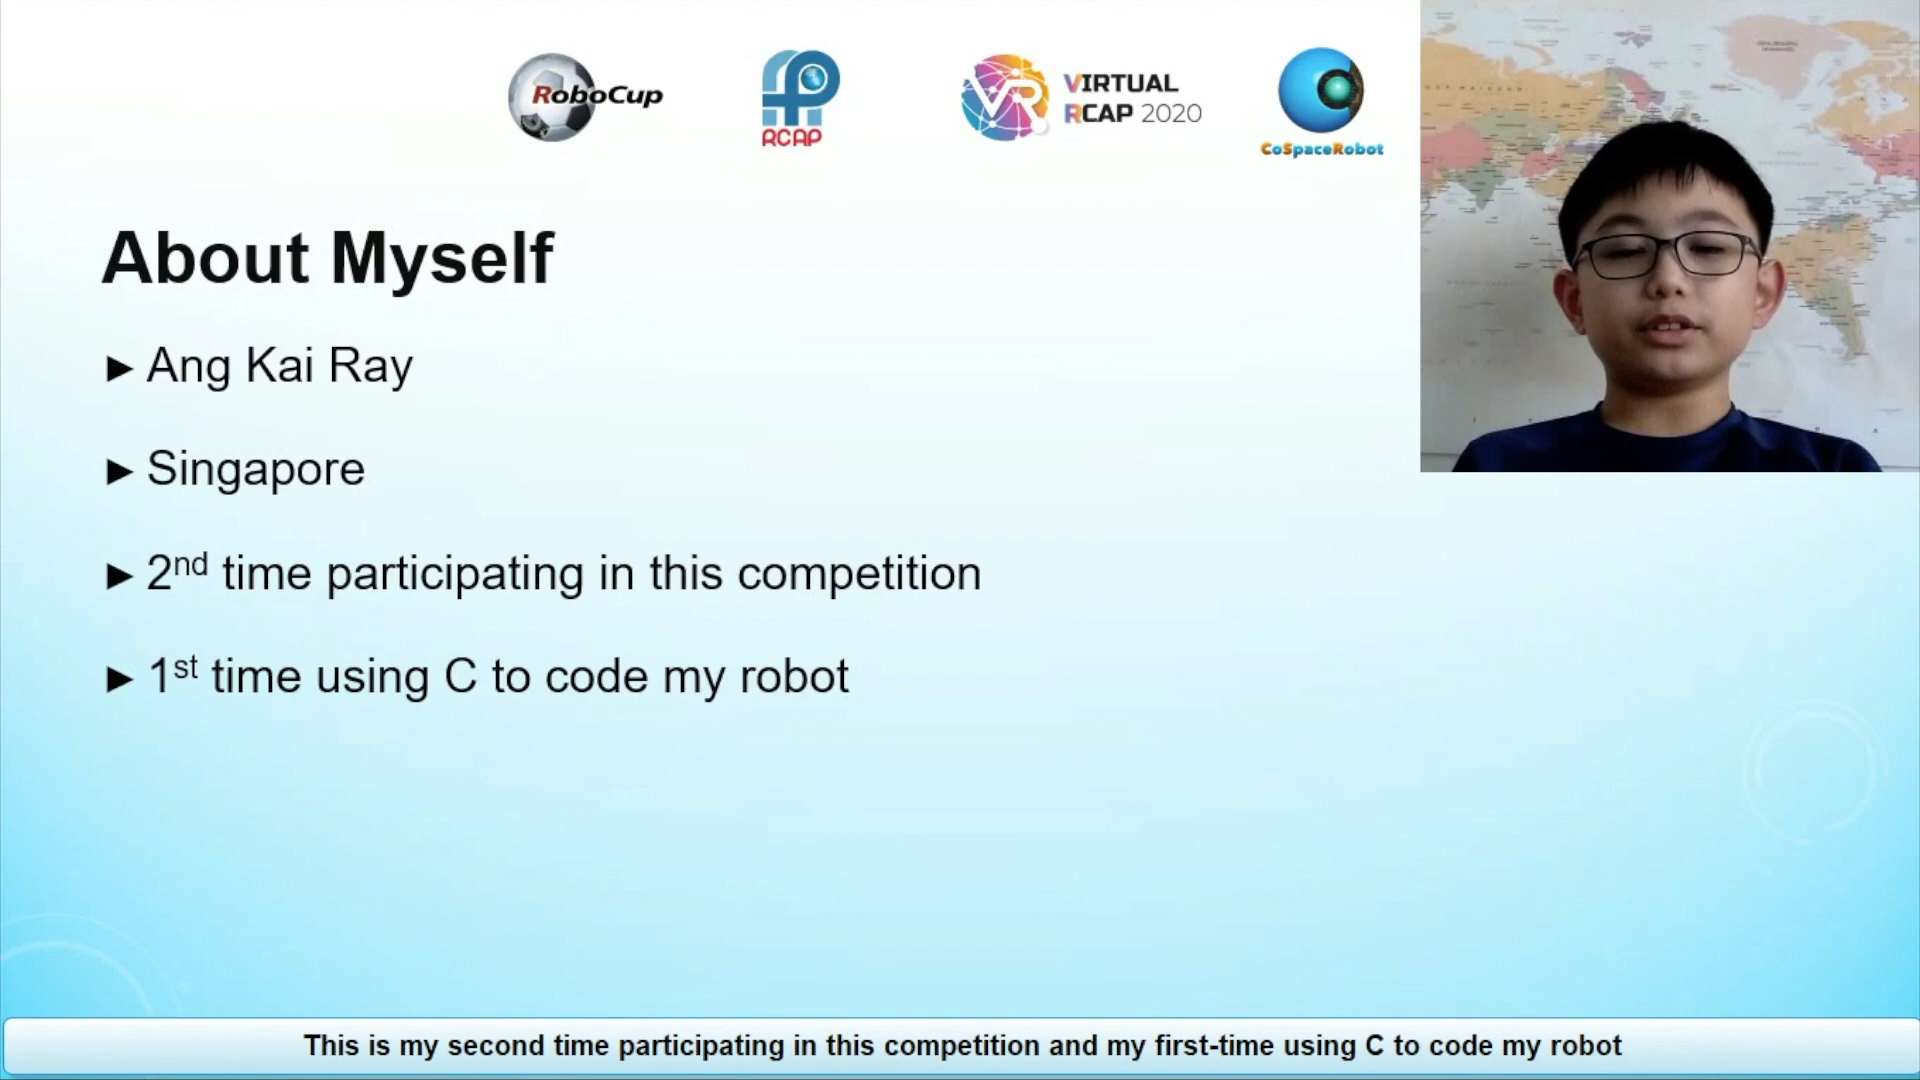 RoboCup
RCAP
VR
VIRTUAL
RCAP 2020
CoSpaceRobot
About Myself
► Ang Kai Ray
► Singapore
► 2nd time participating in this competition
► 1st time using C to code my robot
This is my second time participating in this competition and my first-time using C to code my robot